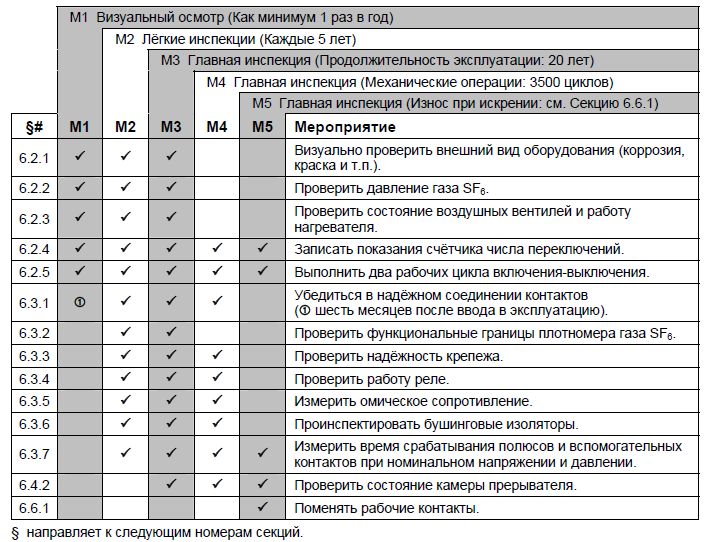 M1 Визуальный осмотр (Как минимум 1 раз в год)
M2 Лёгкие инспекции (Каждые 5 лет)
M3 Главная инспекция (Продолжительность эксплуатации: 20 лет)
M4 Главная инспекция (Механические операции: 3500 циклов)
M5 Главная инспекция (Износ при искрении: см. Секцию 6.6.1)
§# M1 M2 M3 M4 M5 Мероприятие
6.2.1 ✓ ✓ ✓ Визуально проверить внешний вид оборудования (коррозия,
краска и т.п.).
6.2.2 ✓ ✓ ✓ Проверить давление газа SF₆.
6.2.3 ✓ ✓ ✓ Проверить состояние воздушных вентилей и работу
нагревателя.
6.2.4 ✓ ✓ ✓ ✓ ✓ Записать показания счётчика числа переключений.
6.2.5 ✓ ✓ ✓ ✓ ✓ Выполнить два рабочих цикла включения-выключения.
6.3.1 ① ✓ ✓ ✓ Убедиться в надёжном соединении контактов
(① шесть месяцев после ввода в эксплуатацию).
6.3.2 ✓ ✓ Проверить функциональные границы плотномера газа SF₆.
6.3.3 ✓ ✓ ✓ Проверить надёжность крепежа.
6.3.4 ✓ ✓ ✓ Проверить работу реле.
6.3.5 ✓ ✓ ✓ Измерить омическое сопротивление.
6.3.6 ✓ ✓ ✓ Проинспектировать бушинговые изоляторы.
6.3.7 ✓ ✓ ✓ ✓ Измерить время срабатывания полюсов и вспомогательных
контактов при номинальном напряжении и давлении.
6.4.2 ✓ ✓ ✓ Проверить состояние камеры прерывателя.
6.6.1 ✓ Поменять рабочие контакты.
§ направляет к следующим номерам секций.